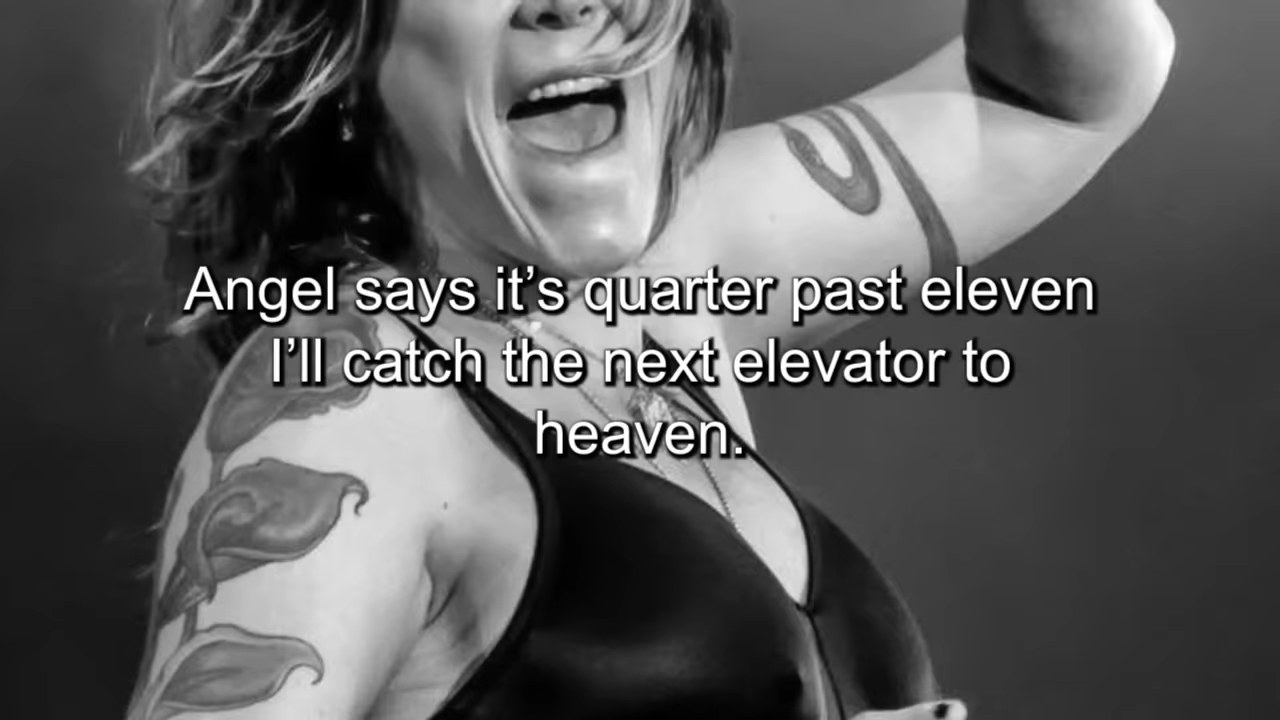 Angel says it’s quarter past eleven
I’ll catch the next elevator to
heaven.